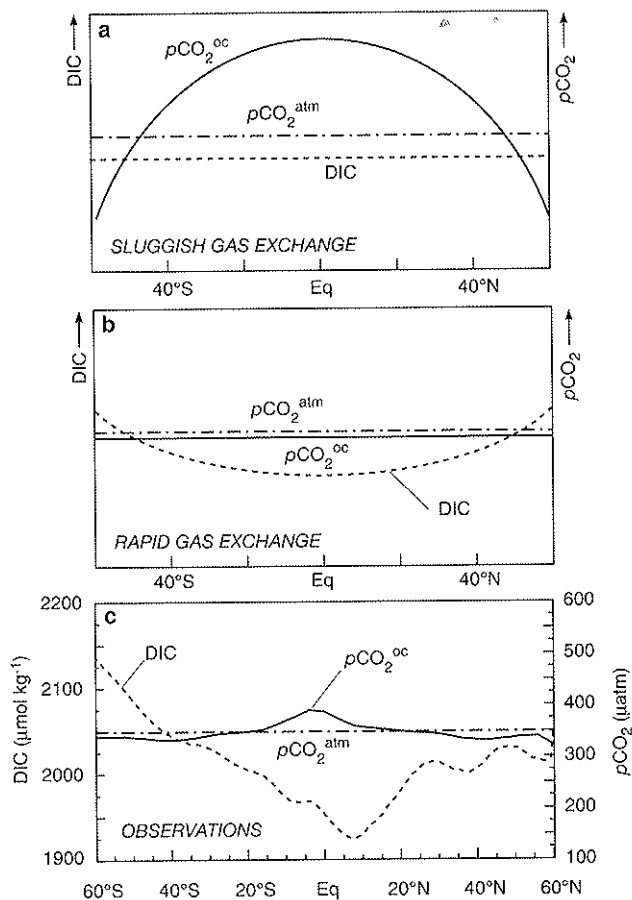 a
DIC →
pCO₂ →
pCO₂ᵒᶜ
pCO₂ᵃᵗᵐ
DIC
SLUGGISH GAS EXCHANGE
40°S Eq 40°N
b
DIC →
pCO₂ →
pCO₂ᵃᵗᵐ
pCO₂ᵒᶜ
DIC
RAPID GAS EXCHANGE
40°S Eq 40°N
c
DIC (μmol kg⁻¹)
2200
2100
2000
1900
pCO₂ (μatm)
600
500
400
300
200
100
DIC
pCO₂ᵒᶜ
pCO₂ᵃᵗᵐ
OBSERVATIONS
60°S 40°S 20°S Eq 20°N 40°N 60°N